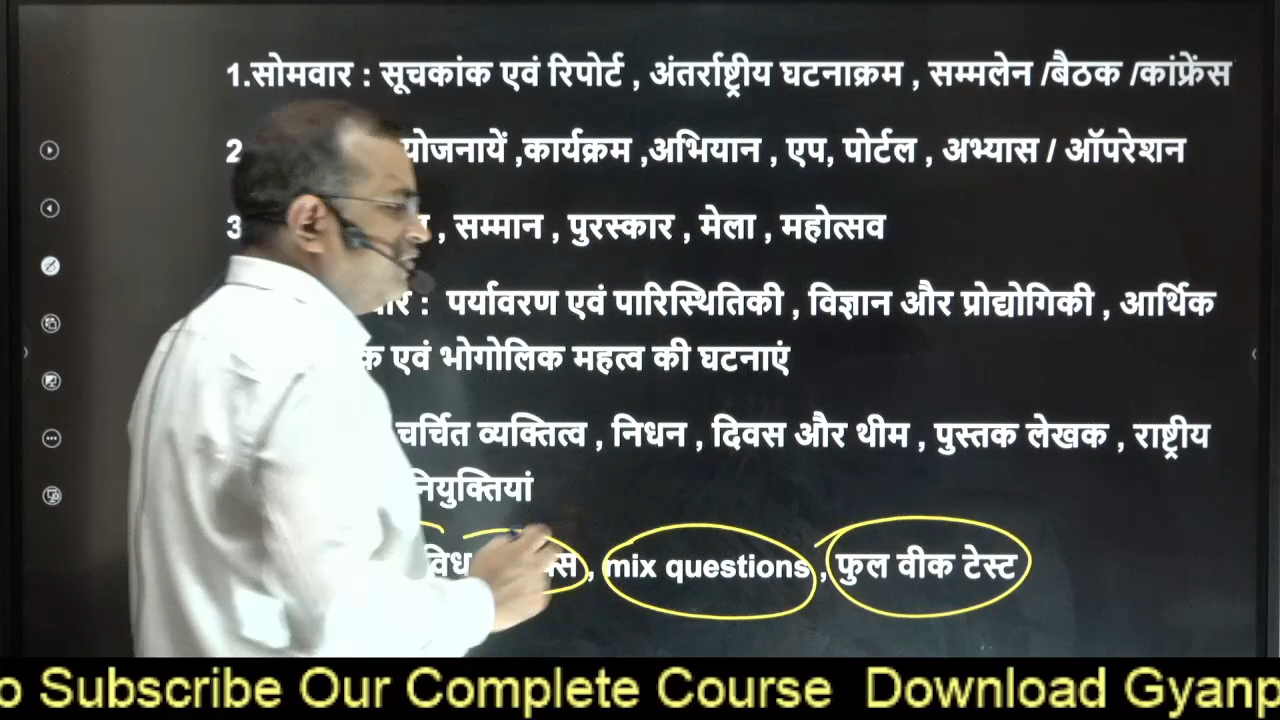 1.सोमवार : सूचकांक एवं रिपोर्ट , अंतर्राष्ट्रीय घटनाक्रम , सम्मलेन /बैठक /कांफ्रेंस
2 योजनायें ,कार्यक्रम ,अभियान , एप, पोर्टल , अभ्यास / ऑपरेशन
3 , सम्मान , पुरस्कार , मेला , महोत्सव
: पर्यावरण एवं पारिस्थितिकी , विज्ञान और प्रोद्योगिकी , आर्थिक
एवं भोगोलिक महत्व की घटनाएं
चर्चित व्यक्तित्व , निधन , दिवस और थीम , पुस्तक लेखक , राष्ट्रीय
नियुक्तियां
, mix questions , फुल वीक टेस्ट
o Subscribe Our Complete Course Download Gyanp